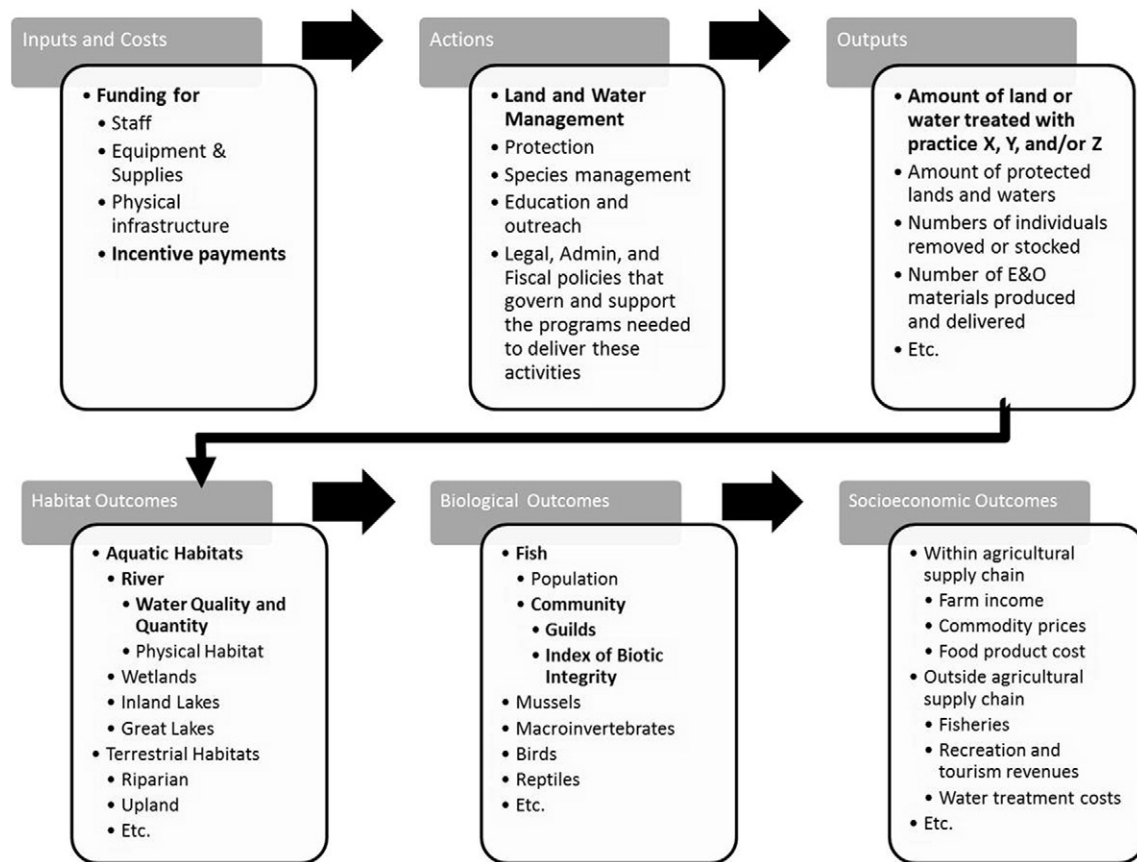 Inputs and Costs
• Funding for
• Staff
• Equipment &
Supplies
• Physical
infrastructure
• Incentive payments
Actions
• Land and Water
Management
• Protection
• Species management
• Education and
outreach
• Legal, Admin, and
Fiscal policies that
govern and support
the programs needed
to deliver these
activities
Outputs
• Amount of land or
water treated with
practice X, Y, and/or Z
• Amount of protected
lands and waters
• Numbers of individuals
removed or stocked
• Number of E&O
materials produced
and delivered
• Etc.
Habitat Outcomes
• Aquatic Habitats
• River
• Water Quality and
Quantity
• Physical Habitat
• Wetlands
• Inland Lakes
• Great Lakes
• Terrestrial Habitats
• Riparian
• Upland
• Etc.
Biological Outcomes
• Fish
• Population
• Community
• Guilds
• Index of Biotic
Integrity
• Mussels
• Macroinvertebrates
• Birds
• Reptiles
• Etc.
Socioeconomic Outcomes
• Within agricultural
supply chain
• Farm income
• Commodity prices
• Food product cost
• Outside agricultural
supply chain
• Fisheries
• Recreation and
tourism revenues
• Water treatment costs
• Etc.